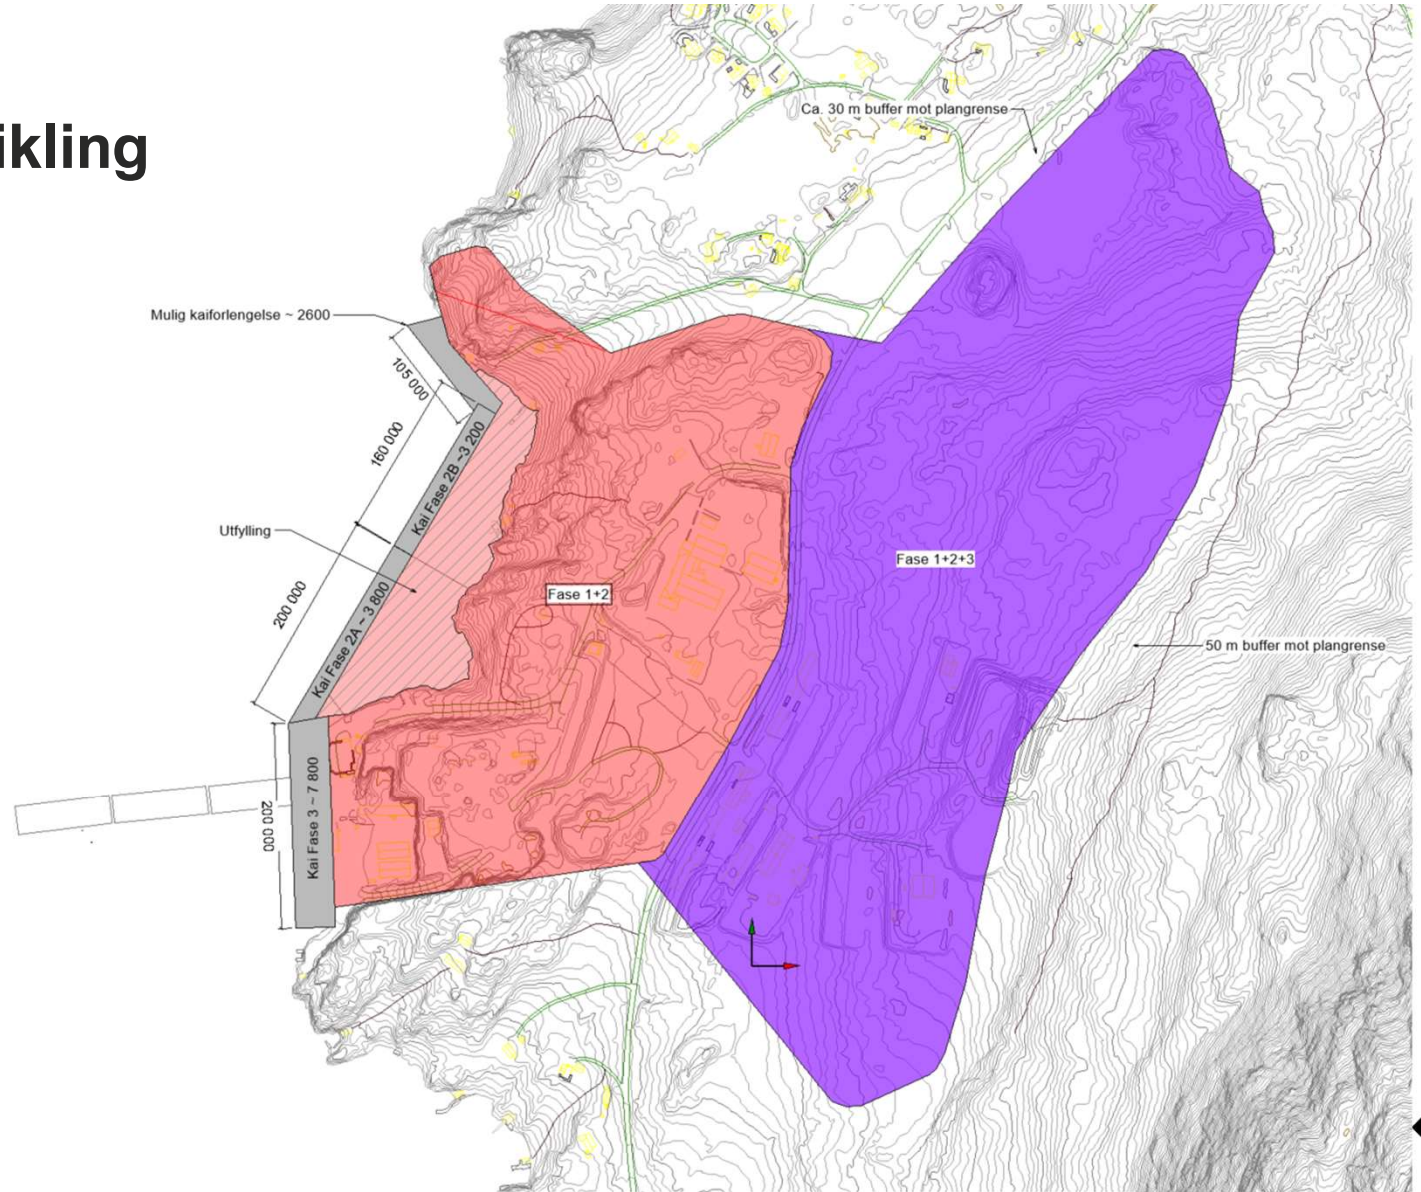 ikling
Ca. 30 m buffer mot plangrense
Mulig kaiforlengelse ~ 2600
105 000
160 000
Kai Fase 2B ~3 200
Utfylling
Fase 1+2+3
Fase 1+2
200 000
Kai Fase 2A ~ 3 800
50 m buffer mot plangrense
Kai Fase 3 ~ 7 800
200 000